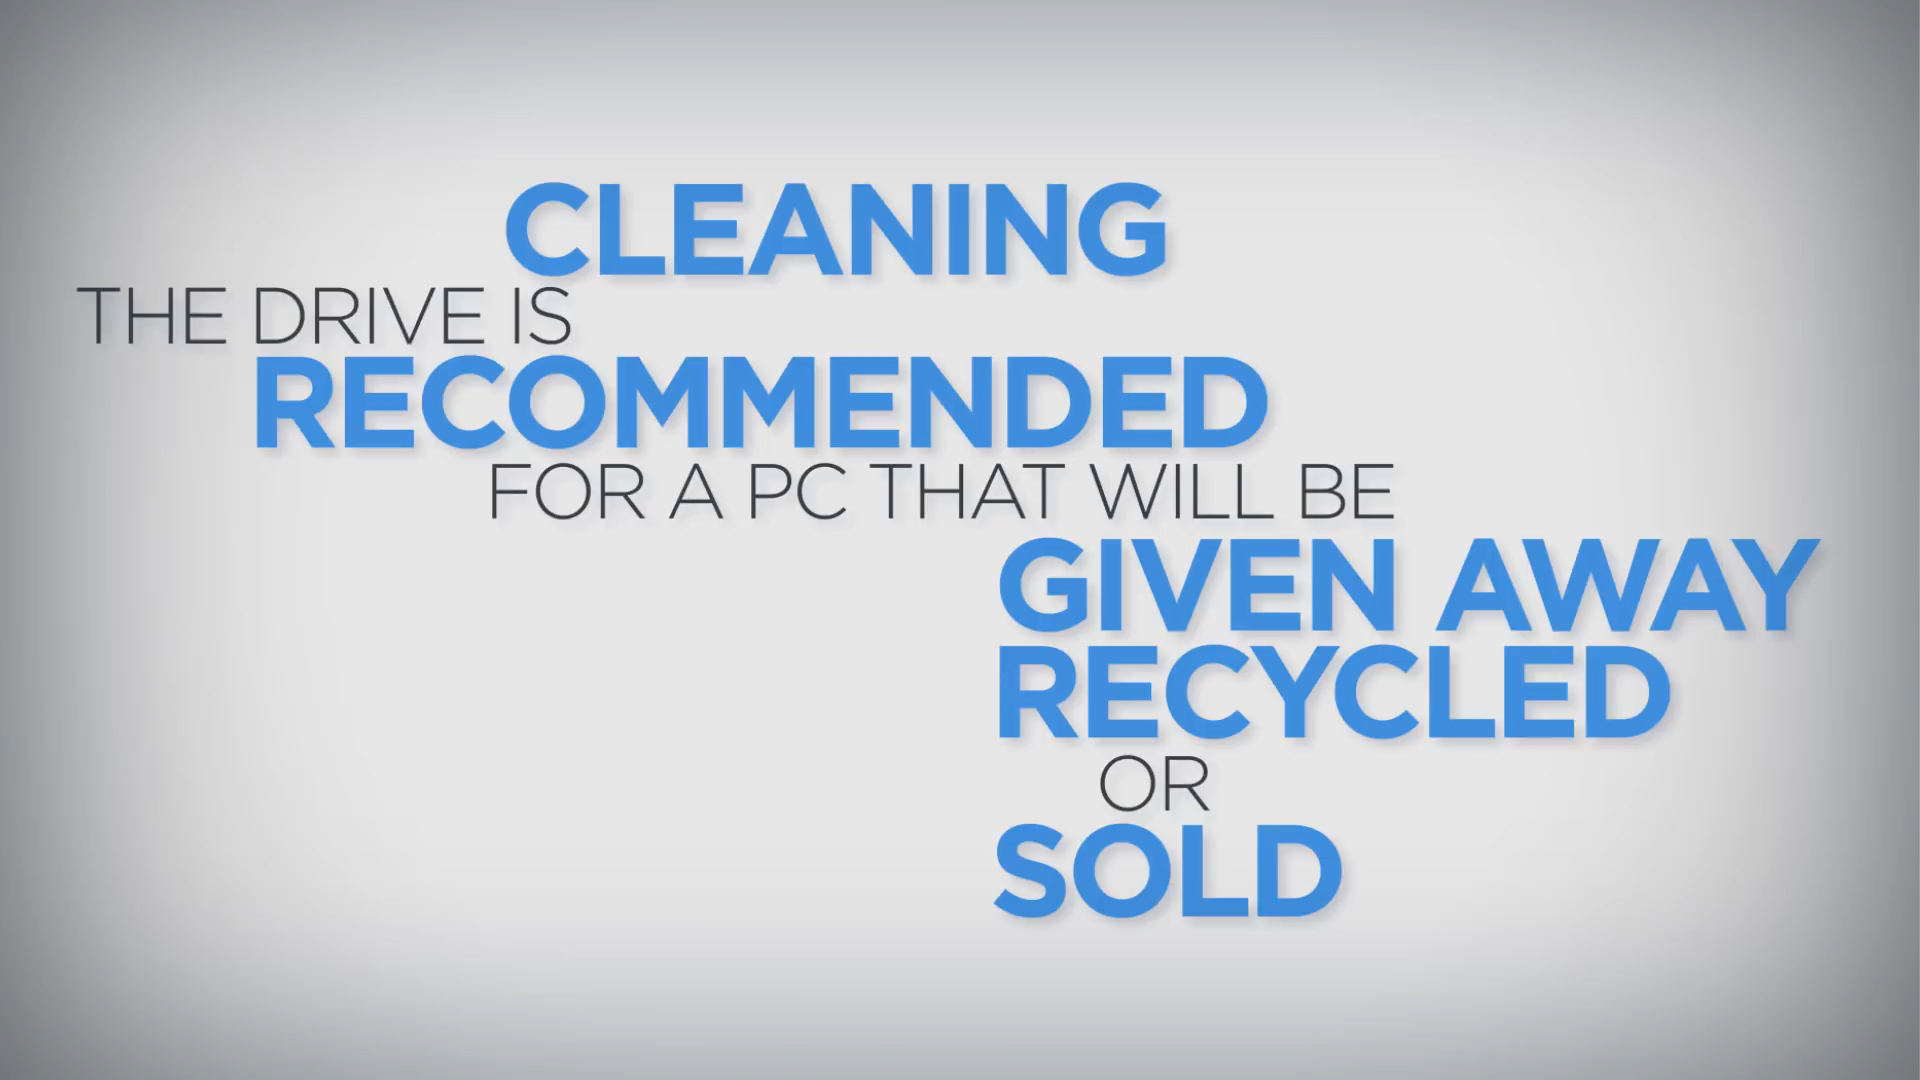 CLEANING
THE DRIVE IS
RECOMMENDED
FOR A PC THAT WILL BE
GIVEN AWAY
RECYCLED
OR
SOLD